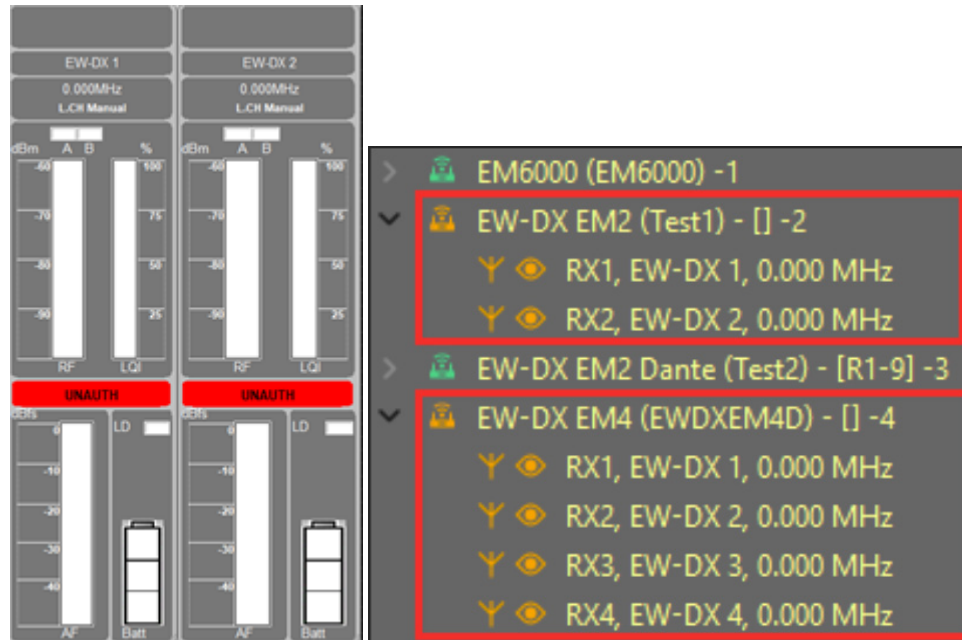 EW-DX 1
0.000MHz
L.CH Manual
A B
dBm %
-60 100
-70 75
-80 50
-90 25
RF LQI
UNAUTH
dBfs
0
LD
-10
-20
-30
-40
AF Batt
EW-DX 2
0.000MHz
L.CH Manual
A B
dBm %
-60 100
-70 75
-80 50
-90 25
RF LQI
UNAUTH
dBfs
0
LD
-10
-20
-30
-40
AF Batt
EM6000 (EM6000) -1
EW-DX EM2 (Test1) - [] -2
RX1, EW-DX 1, 0.000 MHz
RX2, EW-DX 2, 0.000 MHz
EW-DX EM2 Dante (Test2) - [R1-9] -3
EW-DX EM4 (EWDXEM4D) - [] -4
RX1, EW-DX 1, 0.000 MHz
RX2, EW-DX 2, 0.000 MHz
RX3, EW-DX 3, 0.000 MHz
RX4, EW-DX 4, 0.000 MHz